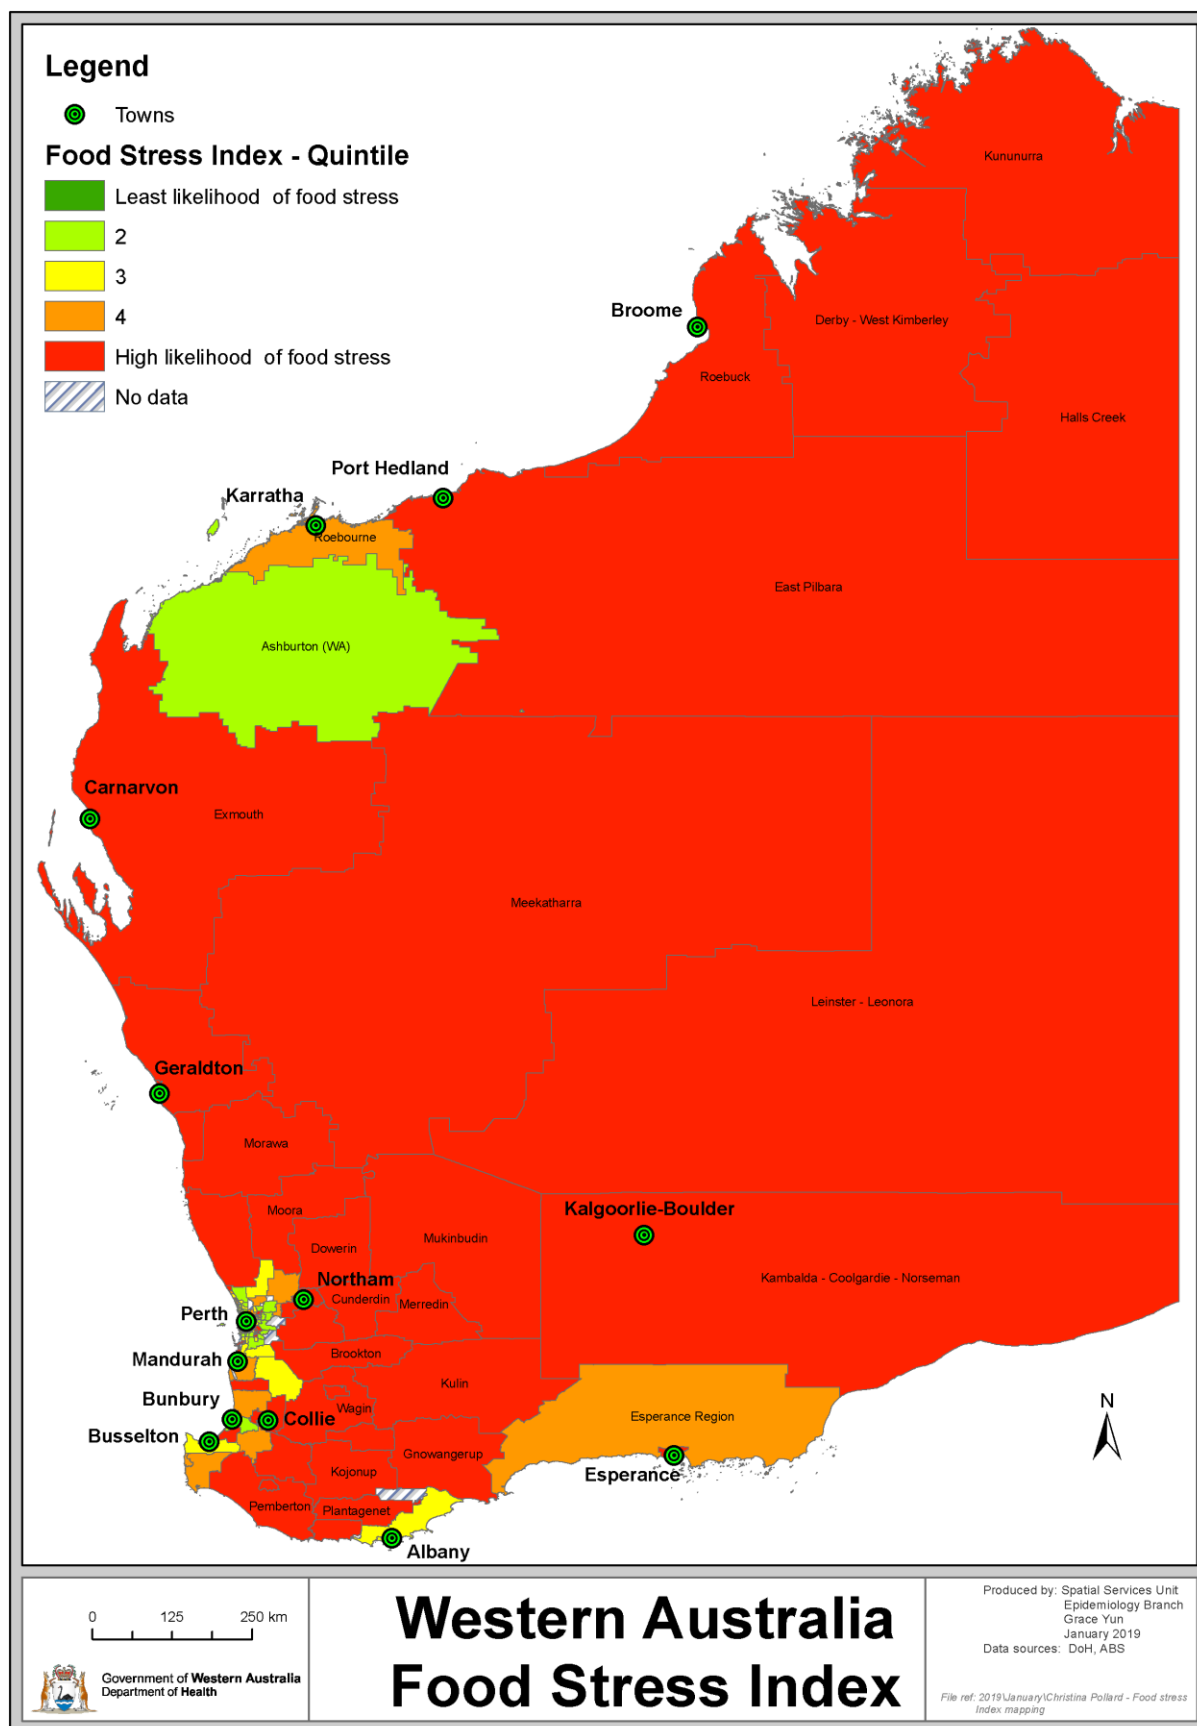 Legend
Towns
Food Stress Index - Quintile
Least likelihood of food stress
2
3
4
High likelihood of food stress
No data
Kununurra
Broome
Derby - West Kimberley
Roebuck
Halls Creek
Port Hedland
Karratha
Roebourne
East Pilbara
Ashburton (WA)
Carnarvon
Exmouth
Meekatharra
Leinster - Leonora
Geraldton
Morawa
Moora
Kalgoorlie-Boulder
Dowerin
Mukinbudin
Kambalda - Coolgardie - Norseman
Northam
Cunderdin
Merredin
Perth
Brookton
Mandurah
Kulin
Wagin
Bunbury
Collie
Esperance Region
N
Busselton
Gnowangerup
Kojonup
Esperance
Pemberton
Plantagenet
Albany
0 125 250 km
Government of Western Australia
Department of Health
Western Australia
Food Stress Index
Produced by: Spatial Services Unit
Epidemiology Branch
Grace Yun
January 2019
Data sources: DoH, ABS
File ref: 2019\January\Christina Pollard - Food stress
Index mapping